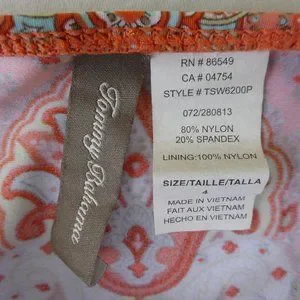 Tommy Bahama
RN # 86549
CA # 04754
STYLE # TSW6200P
072/280813
80% NYLON
20% SPANDEX
LINING:100% NYLON
SIZE/TAILLE/TALLA
4
MADE IN VIETNAM
FAIT AUX VIETNAM
HECHO EN VIETNAM